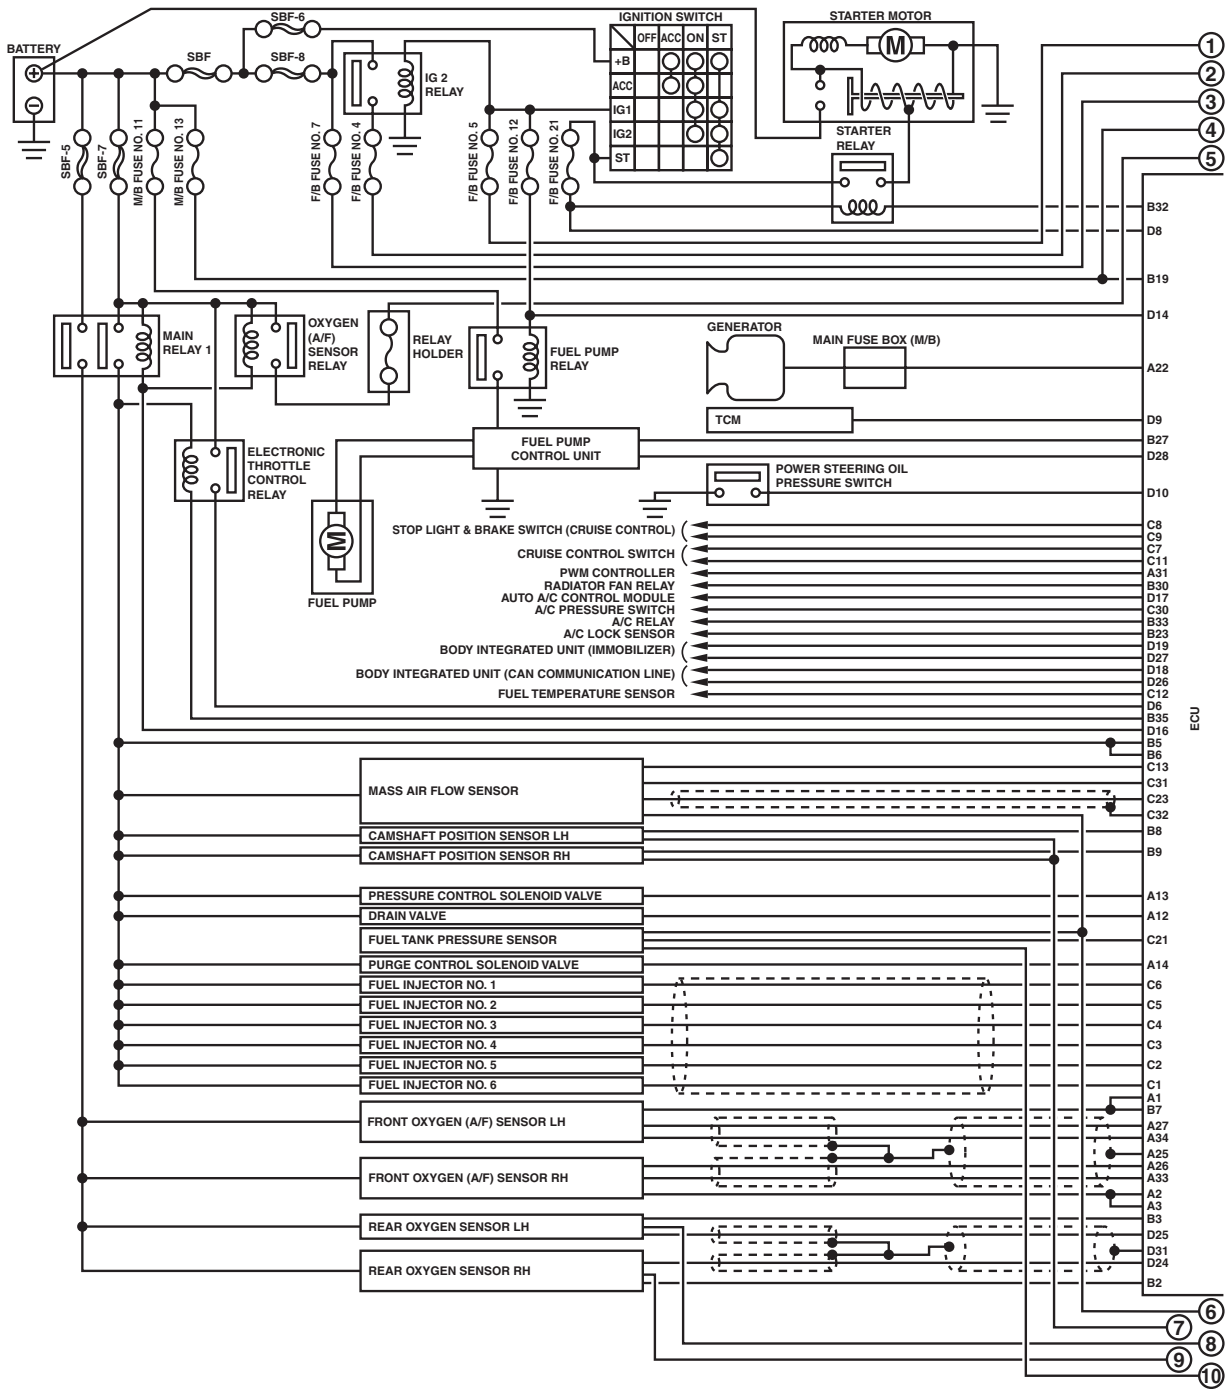 SBF-6
IGNITION SWITCH
STARTER MOTOR
BATTERY
SBF
SBF-8
OFF
ACC
ON
ST
+B
ACC
IG1
IG2
ST
M
IG 2
RELAY
STARTER
RELAY
1
2
3
4
5
SBF-5
SBF-7
M/B FUSE NO. 11
M/B FUSE NO. 13
F/B FUSE NO. 7
F/B FUSE NO. 4
F/B FUSE NO. 5
F/B FUSE NO. 12
F/B FUSE NO. 21
B32
D8
B19
D14
MAIN
RELAY 1
OXYGEN
(A/F)
SENSOR
RELAY
RELAY
HOLDER
FUEL PUMP
RELAY
GENERATOR
MAIN FUSE BOX (M/B)
A22
TCM
D9
ELECTRONIC
THROTTLE
CONTROL
RELAY
FUEL PUMP
CONTROL UNIT
B27
D28
POWER STEERING OIL
PRESSURE SWITCH
D10
M
FUEL PUMP
STOP LIGHT & BRAKE SWITCH (CRUISE CONTROL)
C8
C9
CRUISE CONTROL SWITCH
C7
C11
PWM CONTROLLER
A31
RADIATOR FAN RELAY
B30
AUTO A/C CONTROL MODULE
D17
A/C PRESSURE SWITCH
C30
A/C RELAY
B33
A/C LOCK SENSOR
B23
BODY INTEGRATED UNIT (IMMOBILIZER)
D19
D27
BODY INTEGRATED UNIT (CAN COMMUNICATION LINE)
D18
D26
FUEL TEMPERATURE SENSOR
C12
D6
B35
D16
B5
B6
ECU
MASS AIR FLOW SENSOR
C13
C31
C23
C32
CAMSHAFT POSITION SENSOR LH
B8
CAMSHAFT POSITION SENSOR RH
B9
PRESSURE CONTROL SOLENOID VALVE
A13
DRAIN VALVE
A12
FUEL TANK PRESSURE SENSOR
C21
PURGE CONTROL SOLENOID VALVE
A14
FUEL INJECTOR NO. 1
C6
FUEL INJECTOR NO. 2
C5
FUEL INJECTOR NO. 3
C4
FUEL INJECTOR NO. 4
C3
FUEL INJECTOR NO. 5
C2
FUEL INJECTOR NO. 6
C1
A1
B7
FRONT OXYGEN (A/F) SENSOR LH
A27
A34
A25
A26
FRONT OXYGEN (A/F) SENSOR RH
A33
A2
A3
B3
REAR OXYGEN SENSOR LH
D25
D31
D24
REAR OXYGEN SENSOR RH
B2
6
7
8
9
10